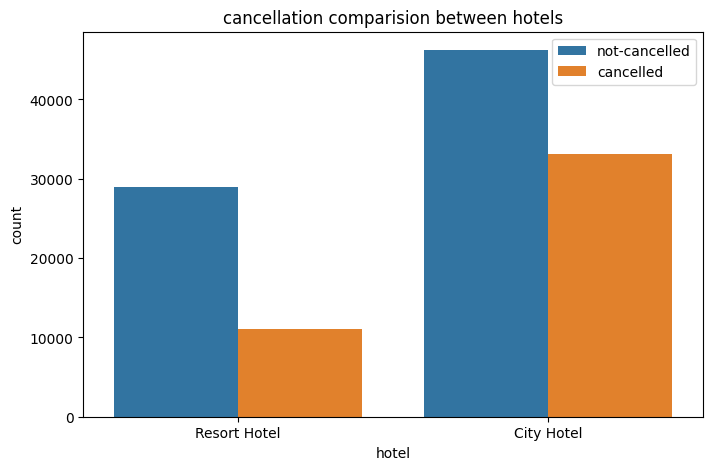 cancellation comparision between hotels
not-cancelled
cancelled
count
40000
30000
20000
10000
0
Resort Hotel
City Hotel
hotel